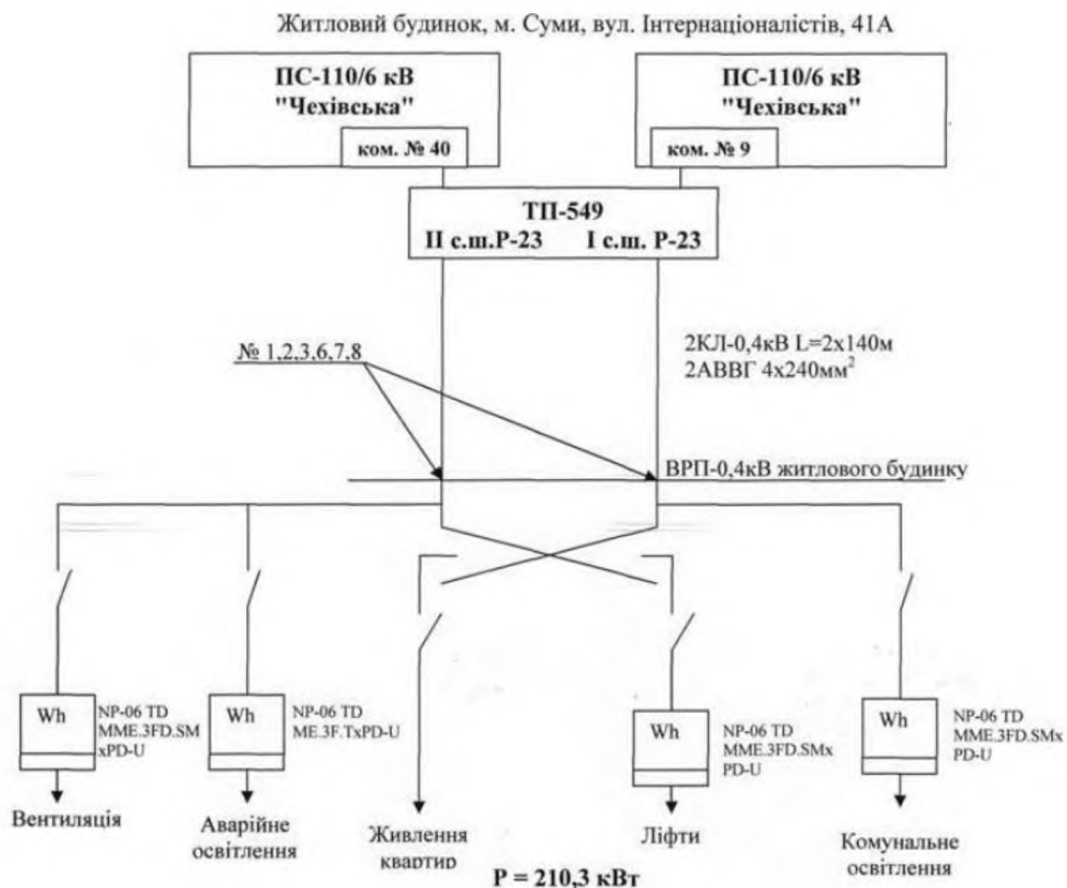 Житловий будинок, м. Суми, вул. Інтернаціоналістів, 41А
ПС-110/6 кВ
"Чехівська"
ком. № 40
ПС-110/6 кВ
"Чехівська"
ком. № 9
ТП-549
ІІ с.ш.Р-23
І с.ш. Р-23
№ 1,2,3,6,7,8
2КЛ-0,4кВ L=2х140м
2АВВГ 4х240мм²
ВРП-0,4кВ житлового будинку
Wh
NP-06 TD
MME.3FD.SM
xPD-U
Wh
NP-06 TD
ME.3F.TxPD-U
Wh
NP-06 TD
MME.3FD.SMx
PD-U
Wh
NP-06 TD
MME.3FD.SMx
PD-U
Вентиляція
Аварійне
освітлення
Живлення
квартир
Ліфти
Комунальне
освітлення
Р = 210,3 кВт